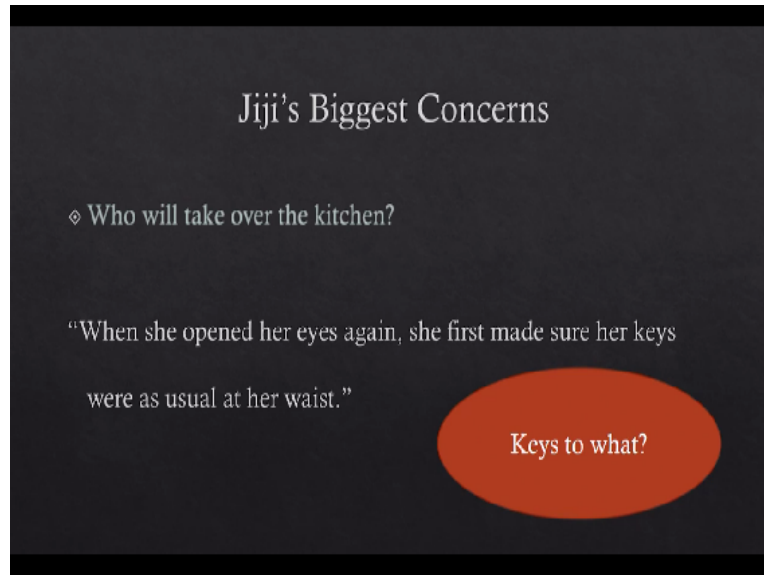 Jiji's Biggest Concerns
Who will take over the kitchen?
“When she opened her eyes again, she first made sure her keys
were as usual at her waist.”
Keys to what?